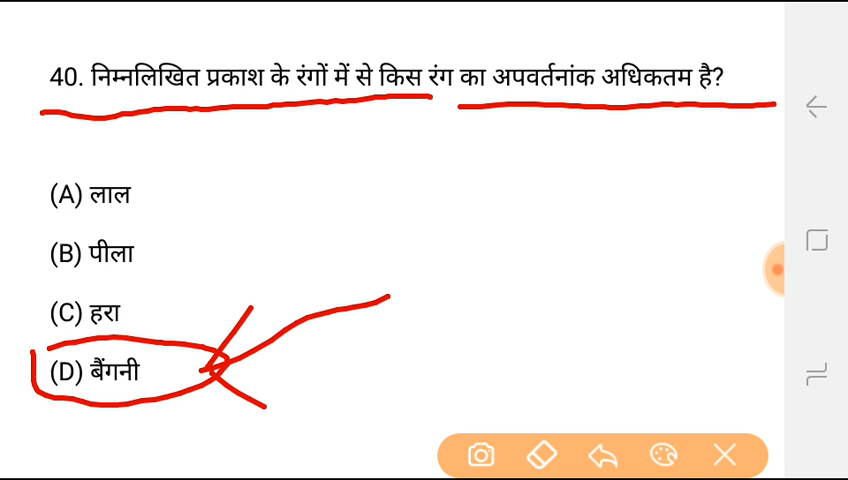 40. निम्नलिखित प्रकाश के रंगों में से किस रंग का अपवर्तनांक अधिकतम है?
(A) लाल
(B) पीला
(C) हरा
(D) बैंगनी